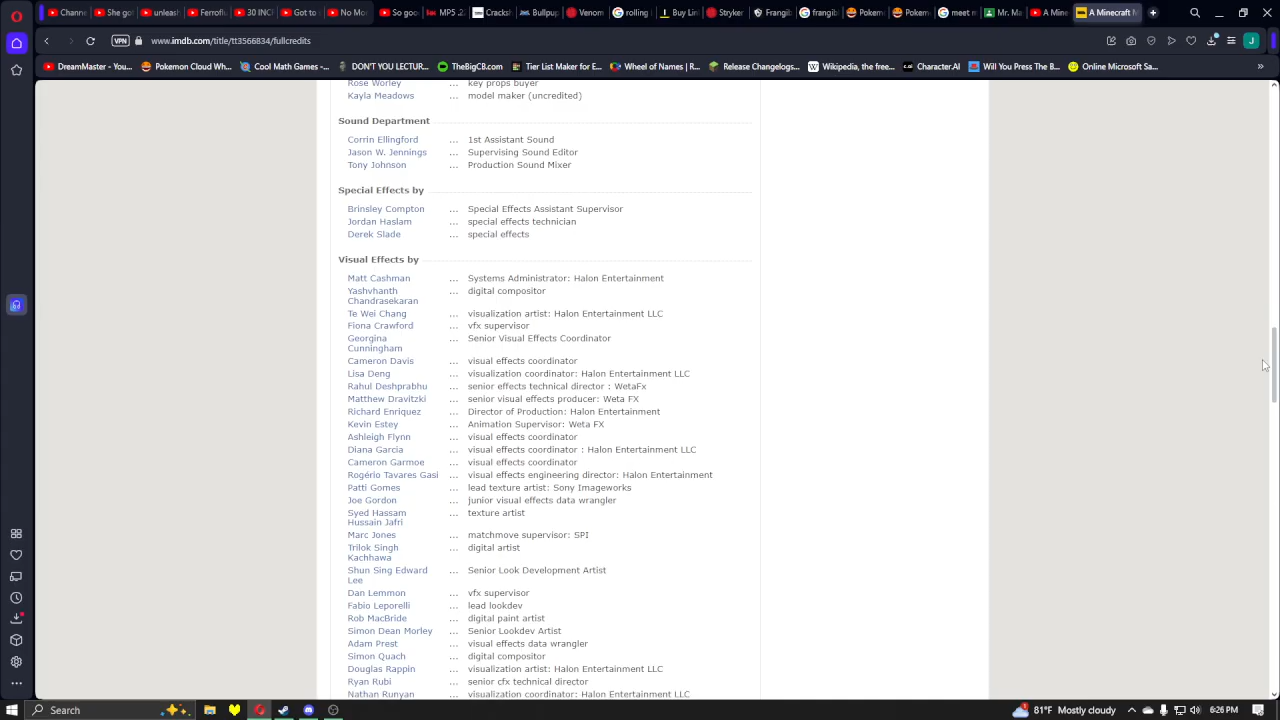 Chann
She got
unleas
Ferrofl
30 INC
Got to
No Mo
So goo
MP5 .2
Cracksh
Bullpup
Venom
rolling
Buy Lin
Stryker
Frangib
frangib
Pokem
Pokem
meet m
Mr. Ma
A Mine
A Minecraft M
VPN
www.imdb.com/title/tt3566834/fullcredits
J
DreamMaster - You...
Pokemon Cloud Wh...
Cool Math Games -...
DON'T YOU LECTUR...
TheBigCB.com
Tier List Maker for E...
Wheel of Names | R...
Release Changelogs...
Wikipedia, the free...
Character.AI
Will You Press The B...
Online Microsoft Sa...
Rose Worley key props buyer
Kayla Meadows ... model maker (uncredited)
Sound Department
Corrin Ellingford ... 1st Assistant Sound
Jason W. Jennings ... Supervising Sound Editor
Tony Johnson ... Production Sound Mixer
Special Effects by
Brinsley Compton ... Special Effects Assistant Supervisor
Jordan Haslam ... special effects technician
Derek Slade ... special effects
Visual Effects by
Matt Cashman ... Systems Administrator: Halon Entertainment
Yashvhanth ... digital compositor
Chandrasekaran
Te Wei Chang ... visualization artist: Halon Entertainment LLC
Fiona Crawford ... vfx supervisor
Georgina ... Senior Visual Effects Coordinator
Cunningham
Cameron Davis ... visual effects coordinator
Lisa Deng ... visualization coordinator: Halon Entertainment LLC
Rahul Deshprabhu ... senior effects technical director : WetaFx
Matthew Dravitzki ... senior visual effects producer: Weta FX
Richard Enriquez ... Director of Production: Halon Entertainment
Kevin Estey ... Animation Supervisor: Weta FX
Ashleigh Flynn ... visual effects coordinator
Diana Garcia ... visual effects coordinator : Halon Entertainment LLC
Cameron Garmoe ... visual effects coordinator
Rogério Tavares Gasi ... visual effects engineering director: Halon Entertainment
Patti Gomes ... lead texture artist: Sony Imageworks
Joe Gordon ... junior visual effects data wrangler
Syed Hassam ... texture artist
Hussain Jafri
Marc Jones ... matchmove supervisor: SPI
Trilok Singh ... digital artist
Kachhawa
Shun Sing Edward ... Senior Look Development Artist
Lee
Dan Lemmon ... vfx supervisor
Fabio Leporelli ... lead lookdev
Rob MacBride ... digital paint artist
Simon Dean Morley ... Senior Lookdev Artist
Adam Prest ... visual effects data wrangler
Simon Quach ... digital compositor
Douglas Rappin ... visualization artist: Halon Entertainment LLC
Ryan Rubi ... senior cfx technical director
Nathan Runyan ... visualization coordinator: Halon Entertainment LLC
Search
81°F Mostly cloudy
6:26 PM